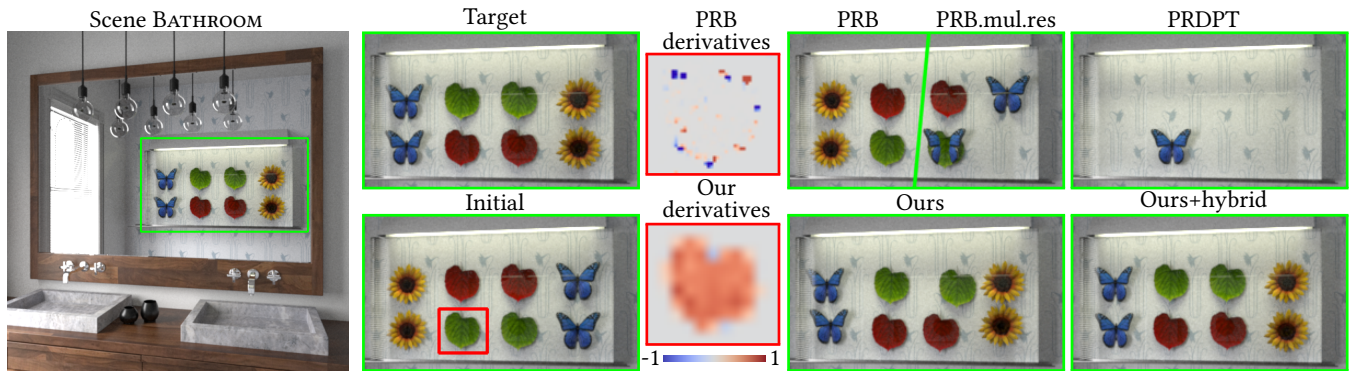 Scene BATHROOM
Target
PRB
derivatives
PRB
PRB.mul.res
PRDPT
Initial
Our
derivatives
Ours
Ours+hybrid
-1
1